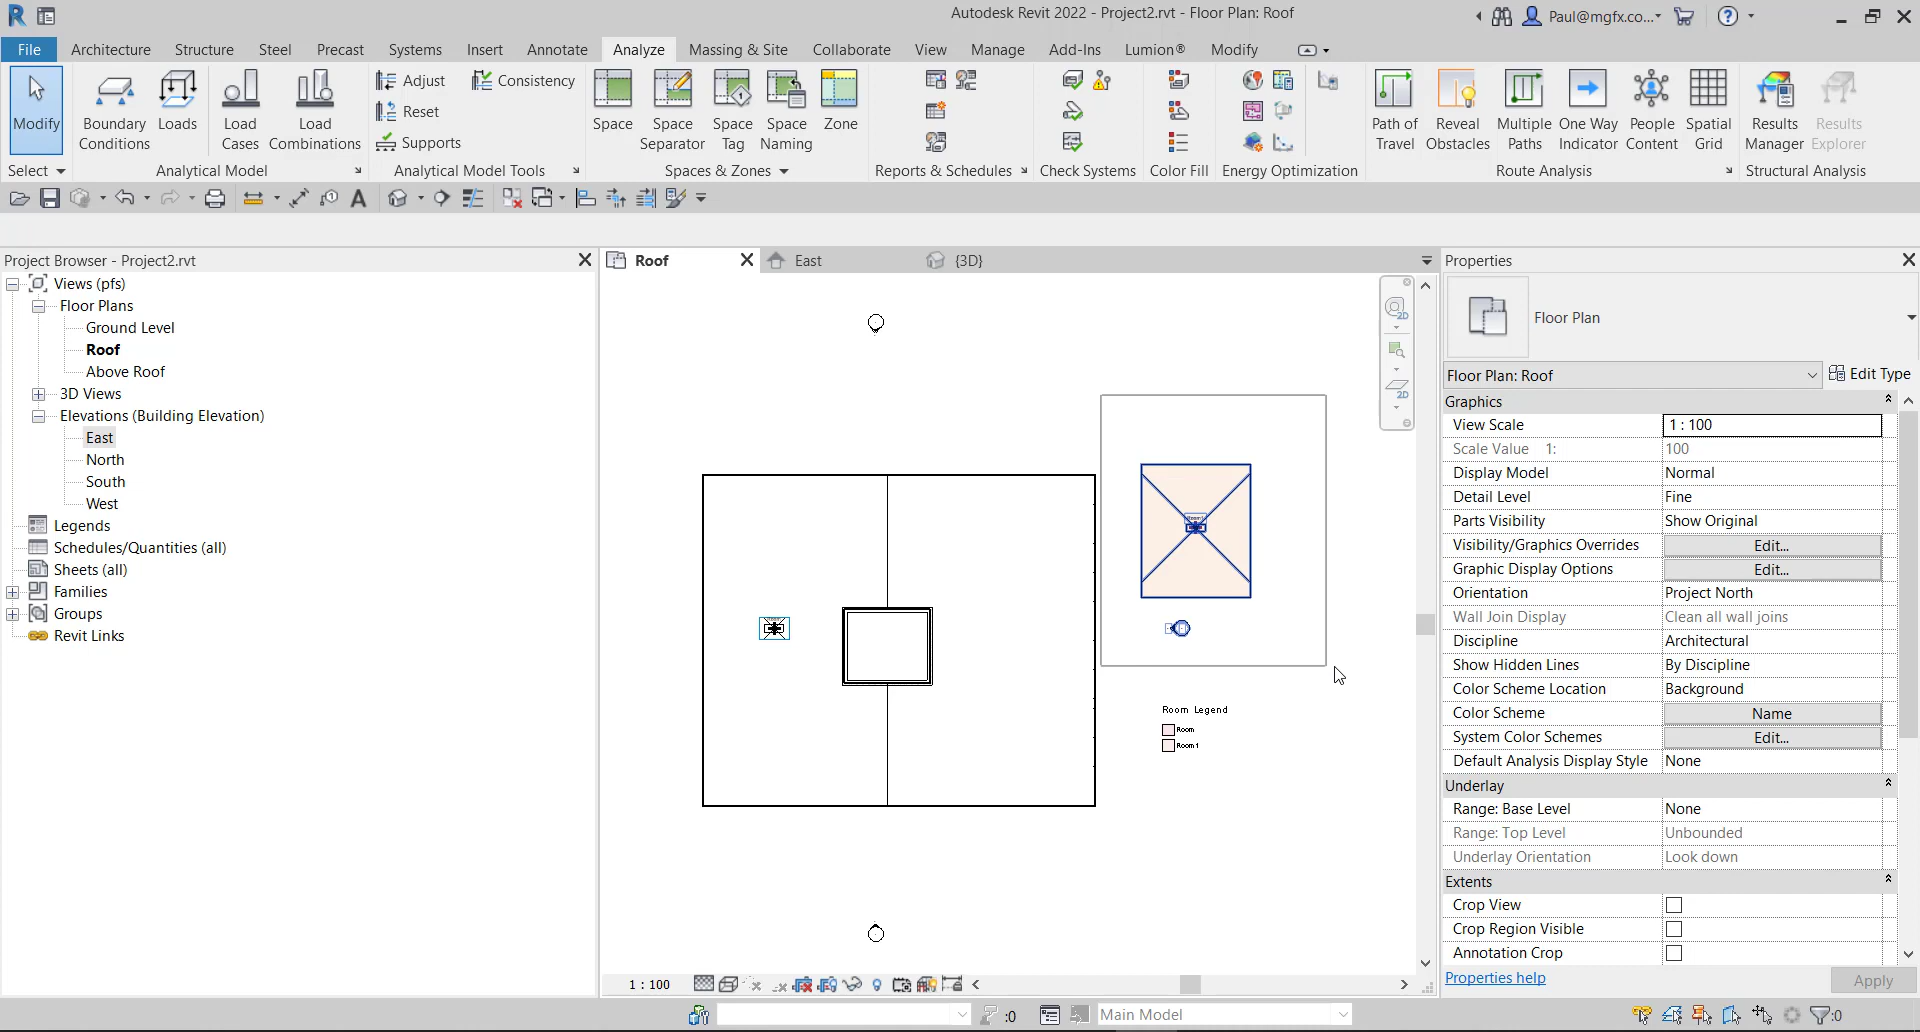 Autodesk Revit 2022 - Project2.rvt - Floor Plan: Roof
Paul@mgfx.co...
File Architecture Structure Steel Precast Systems Insert Annotate Analyze Massing & Site Collaborate View Manage Add-Ins Lumion® Modify
Modify
Boundary Conditions
Loads
Load Cases
Load Combinations
Adjust
Reset
Supports
Consistency
Space
Space Separator
Space Tag
Space Naming
Zone
Path of Travel
Reveal Obstacles
Multiple Paths
One Way Indicator
People Content
Spatial Grid
Results Manager
Results Explorer
Select
Analytical Model
Analytical Model Tools
Spaces & Zones
Reports & Schedules
Check Systems
Color Fill
Energy Optimization
Route Analysis
Structural Analysis
Project Browser - Project2.rvt
Views (pfs)
Floor Plans
Ground Level
Roof
Above Roof
3D Views
Elevations (Building Elevation)
East
North
South
West
Legends
Schedules/Quantities (all)
Sheets (all)
Families
Groups
Revit Links
Roof
East
{3D}
2D
2D
Room Legend
Room
Room 1
Properties
Floor Plan
Floor Plan: Roof
Edit Type
Graphics
View Scale 1 : 100
Scale Value 1: 100
Display Model Normal
Detail Level Fine
Parts Visibility Show Original
Visibility/Graphics Overrides Edit...
Graphic Display Options Edit...
Orientation Project North
Wall Join Display Clean all wall joins
Discipline Architectural
Show Hidden Lines By Discipline
Color Scheme Location Background
Color Scheme Name
System Color Schemes Edit...
Default Analysis Display Style None
Underlay
Range: Base Level None
Range: Top Level Unbounded
Underlay Orientation Look down
Extents
Crop View
Crop Region Visible
Annotation Crop
Properties help
Apply
1 : 100
:0
Main Model
:0